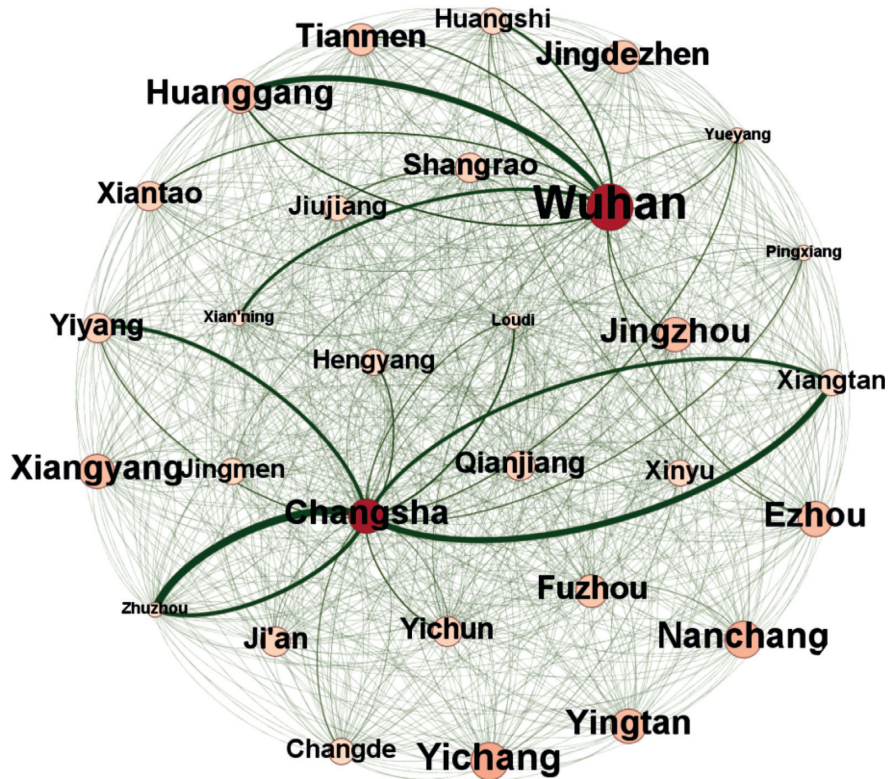 Huangshi
Tianmen
Jingdezhen
Huanggang
Yueyang
Shangrao
Xiantao
Jiujiang
Wuhan
Pingxiang
Xian'ning
Loudi
Yiyang
Jingzhou
Hengyang
Xiangtan
Xiangyang
Jingmen
Qianjiang
Xinyu
Changsha
Ezhou
Fuzhou
Zhuzhou
Ji'an
Yichun
Nanchang
Yingtan
Changde
Yichang